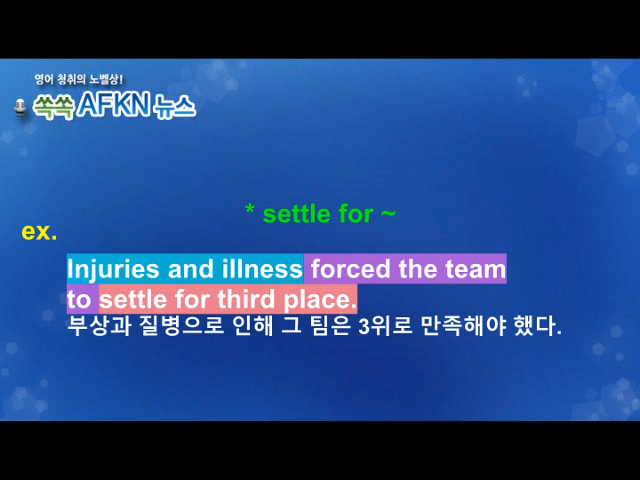 영어 청취의 노벨상!
쏙쏙 AFKN 뉴스
* settle for ~
ex.
Injuries and illness forced the team
to settle for third place.
부상과 질병으로 인해 그 팀은 3위로 만족해야 했다.